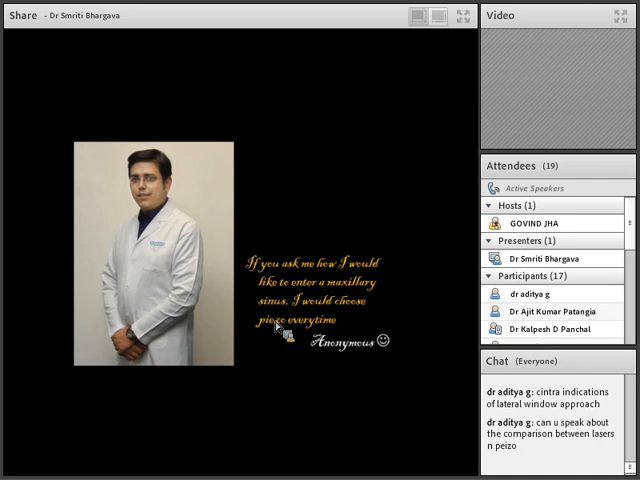 Share - Dr Smriti Bhargava
Video
Attendees (19)
Active Speakers
Hosts (1)
GOVIND JHA
Presenters (1)
Dr Smriti Bhargava
Participants (17)
dr aditya g
Dr Ajit Kumar Patangia
Dr Kalpesh D Panchal
If you ask me how I would
like to enter a maxillary
sinus, I would choose
piezo everytime
Anonymous ☺
Chat (Everyone)
dr aditya g: cintra indications
of lateral window approach
dr aditya g: can u speak about
the comparison between lasers
n peizo